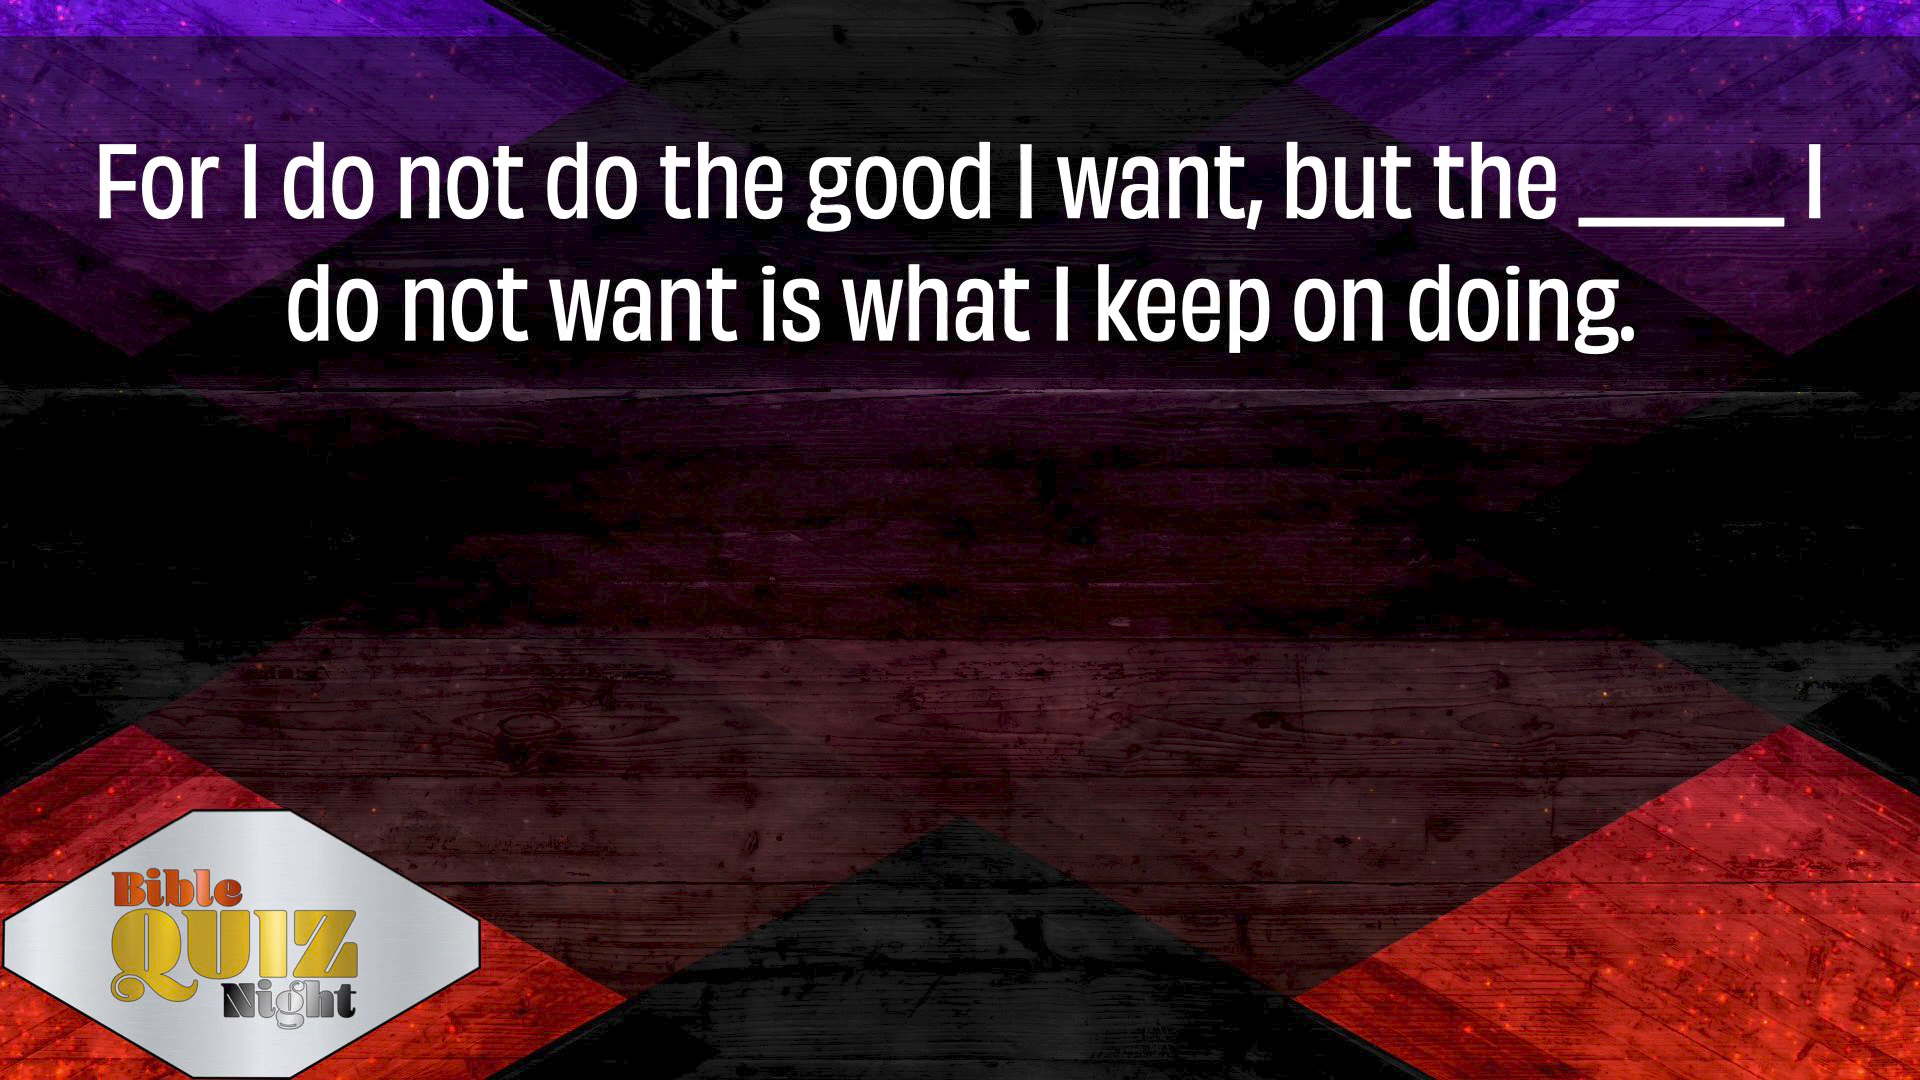 For I do not do the good I want, but the _____ I
do not want is what I keep on doing.
Bible
QUIZ
Night